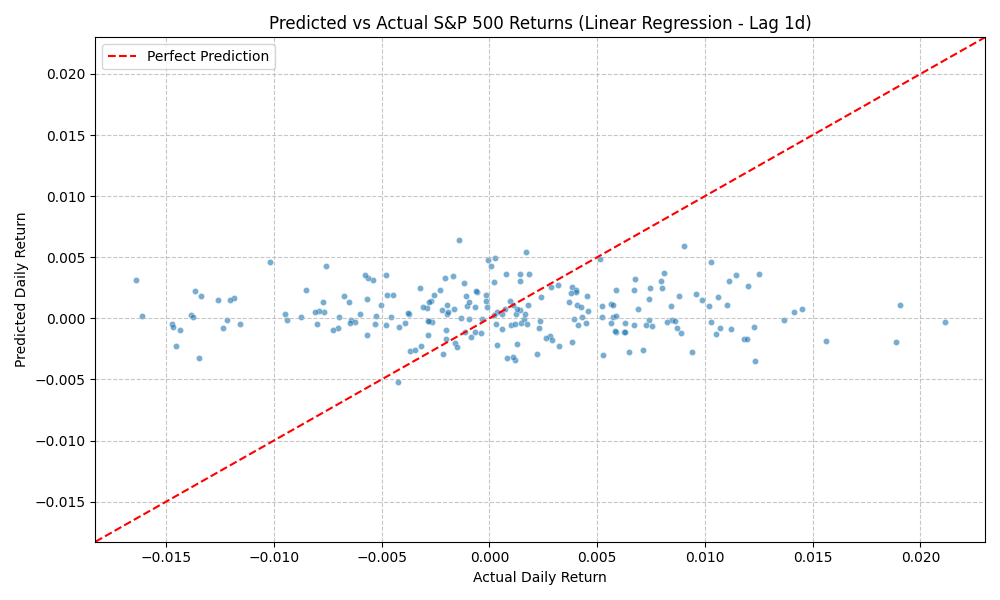 Predicted vs Actual S&P 500 Returns (Linear Regression - Lag 1d)
Perfect Prediction
0.020
0.015
0.010
0.005
0.000
−0.005
−0.010
−0.015
Predicted Daily Return
−0.015 −0.010 −0.005 0.000 0.005 0.010 0.015 0.020
Actual Daily Return